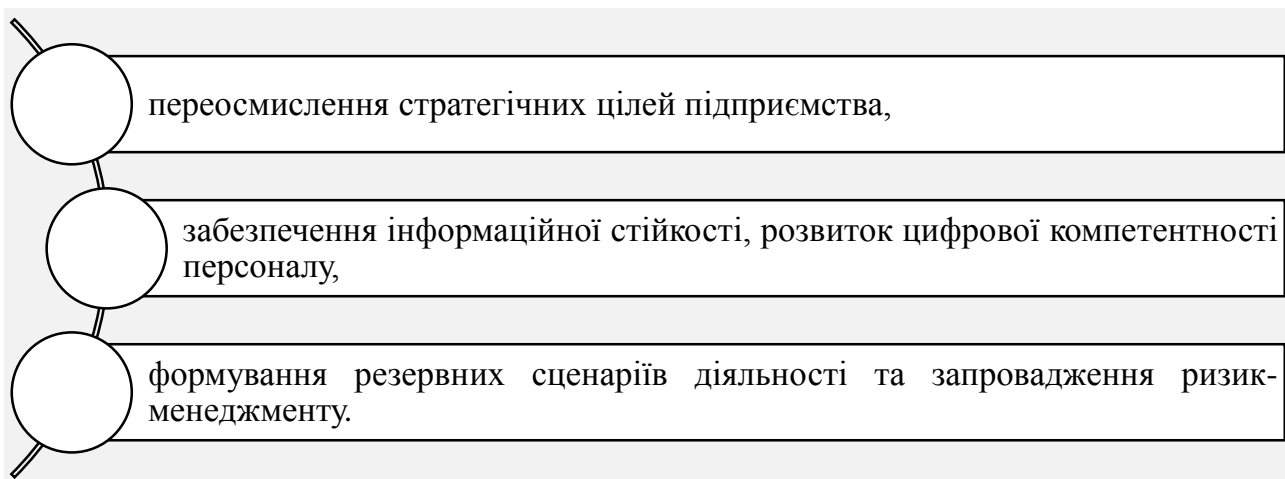 переосмислення стратегічних цілей підприємства,
забезпечення інформаційної стійкості, розвиток цифрової компетентності
персоналу,
формування резервних сценаріїв діяльності та запровадження ризик-
менеджменту.